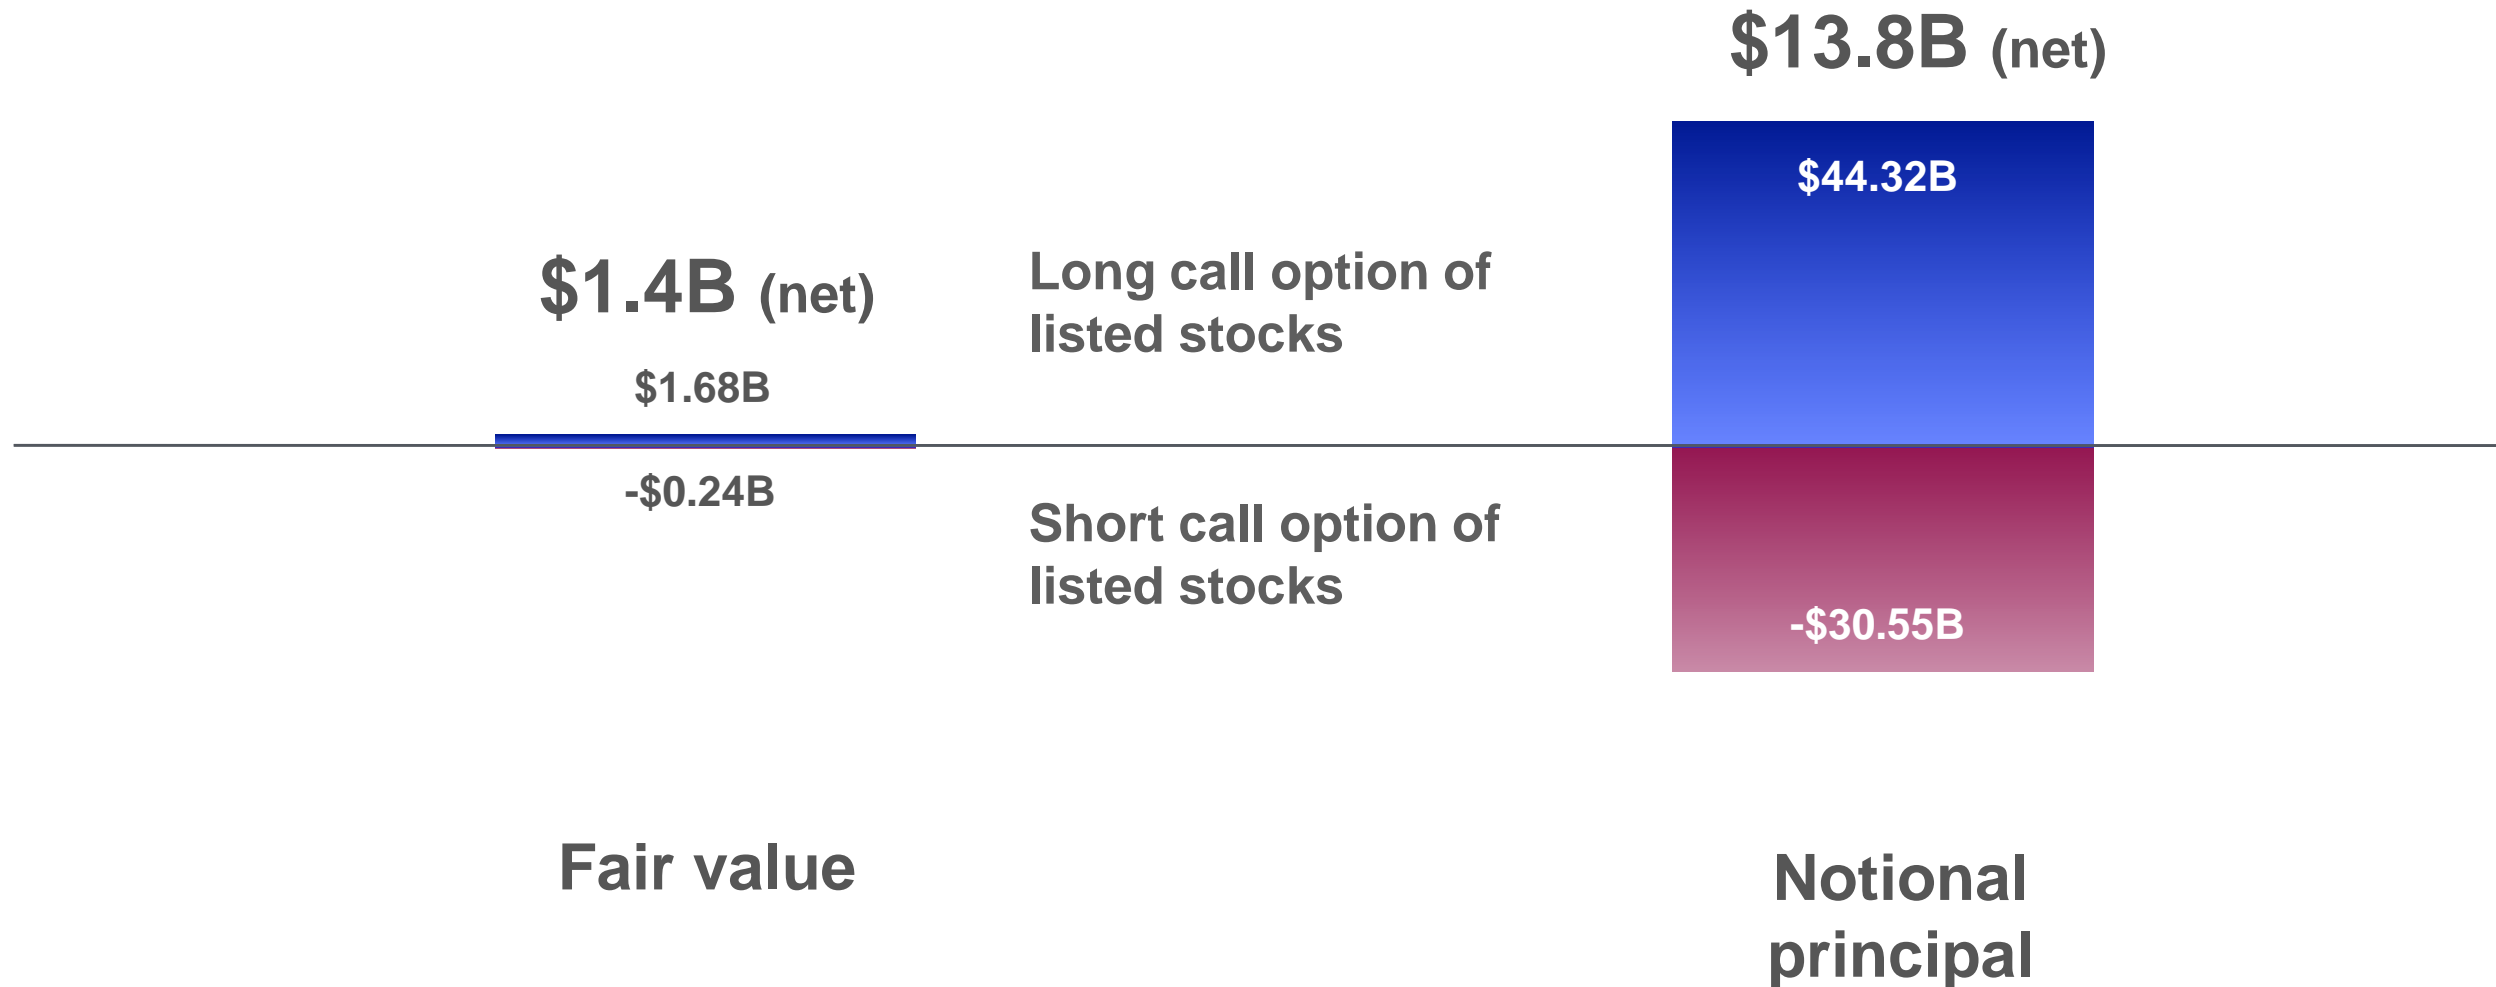 $13.8B (net)
$44.32B
$1.4B (net)
Long call option of
listed stocks
$1.68B
-$0.24B
Short call option of
listed stocks
-$30.55B
Fair value
Notional
principal